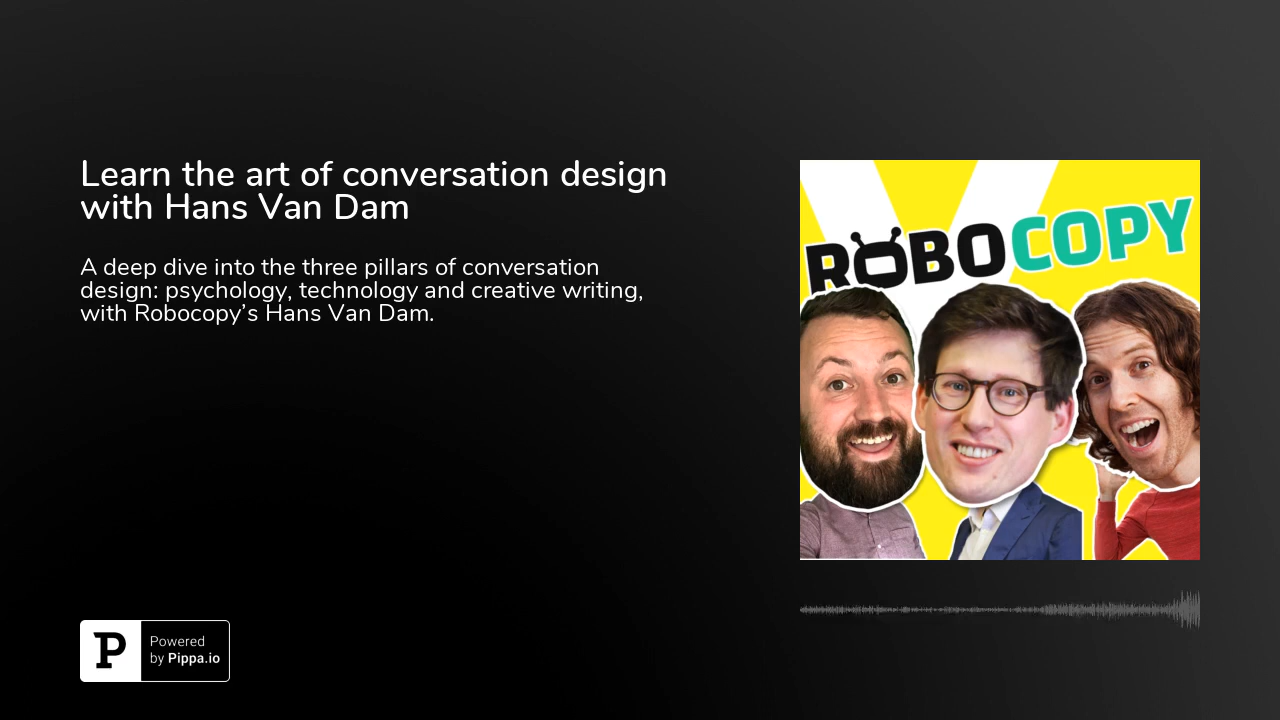 Learn the art of conversation design
with Hans Van Dam
A deep dive into the three pillars of conversation
design: psychology, technology and creative writing,
with Robocopy’s Hans Van Dam.
ROBOCOPY
P
Powered
by Pippa.io